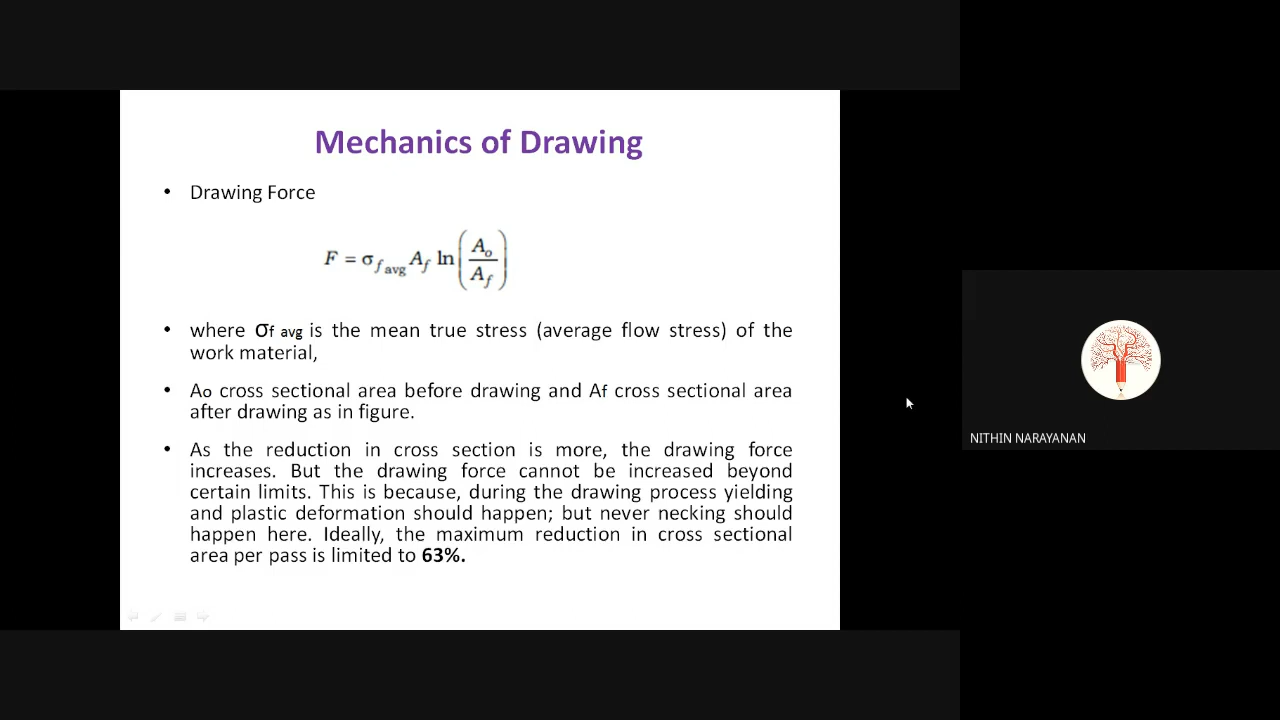 Mechanics of Drawing
• Drawing Force
F = σf avg Af ln(Ao/Af)
• where σf avg is the mean true stress (average flow stress) of the
work material,
• Ao cross sectional area before drawing and Af cross sectional area
after drawing as in figure.
• As the reduction in cross section is more, the drawing force
increases. But the drawing force cannot be increased beyond
certain limits. This is because, during the drawing process yielding
and plastic deformation should happen; but never necking should
happen here. Ideally, the maximum reduction in cross sectional
area per pass is limited to 63%.
NITHIN NARAYANAN